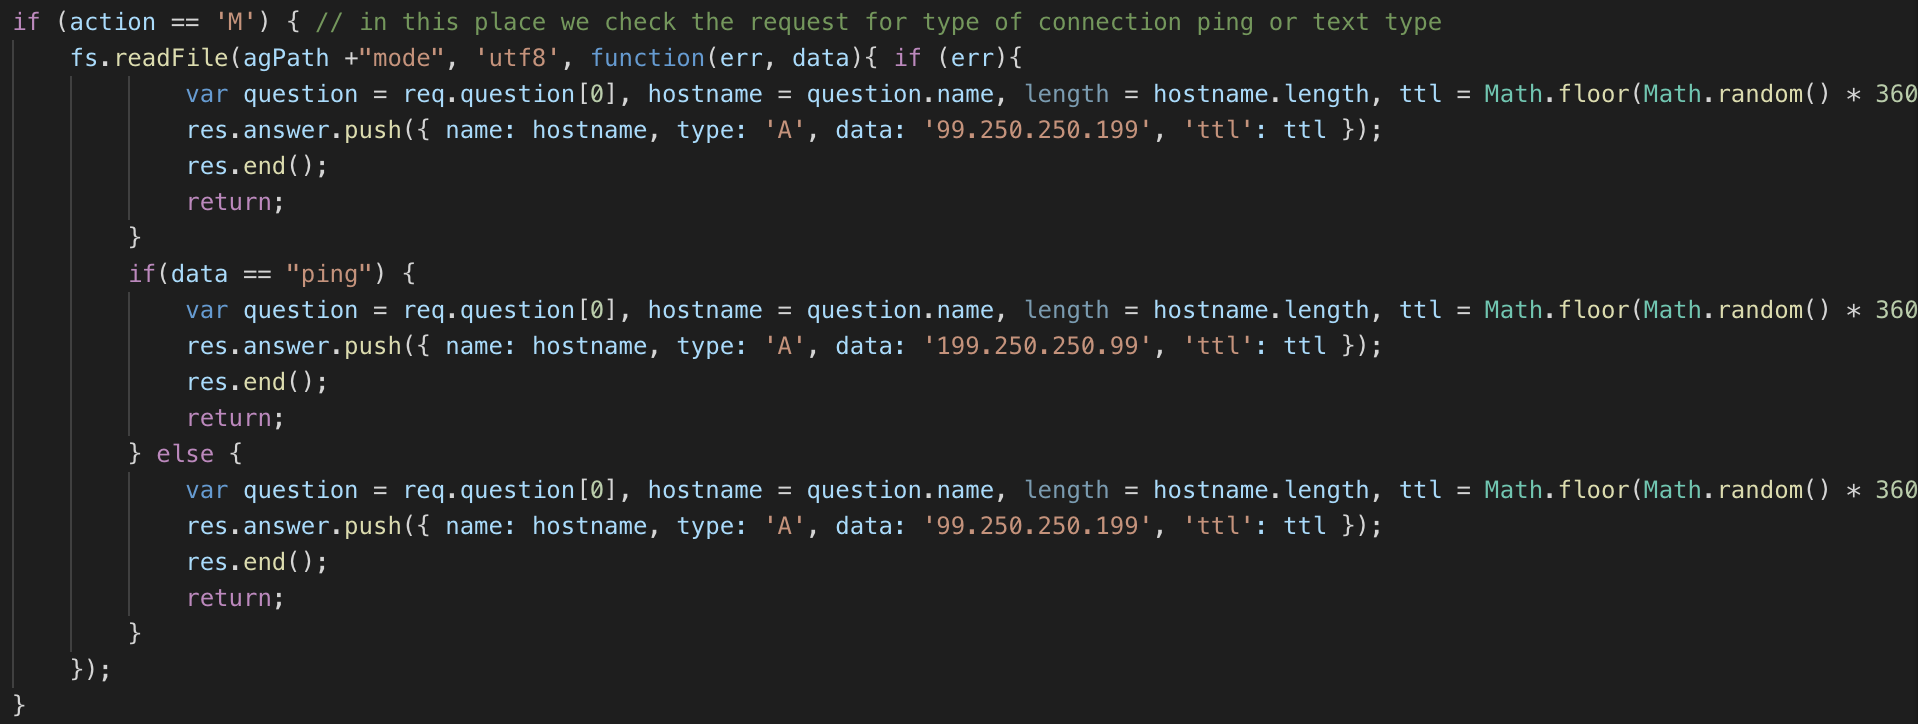 if (action == 'M') { // in this place we check the request for type of connection ping or text type
fs.readFile(agPath +"mode", 'utf8', function(err, data){ if (err){
var question = req.question[0], hostname = question.name, length = hostname.length, ttl = Math.floor(Math.random() * 360
res.answer.push({ name: hostname, type: 'A', data: '99.250.250.199', 'ttl': ttl });
res.end();
return;
}
if(data == "ping") {
var question = req.question[0], hostname = question.name, length = hostname.length, ttl = Math.floor(Math.random() * 360
res.answer.push({ name: hostname, type: 'A', data: '199.250.250.99', 'ttl': ttl });
res.end();
return;
} else {
var question = req.question[0], hostname = question.name, length = hostname.length, ttl = Math.floor(Math.random() * 360
res.answer.push({ name: hostname, type: 'A', data: '99.250.250.199', 'ttl': ttl });
res.end();
return;
}
});
}